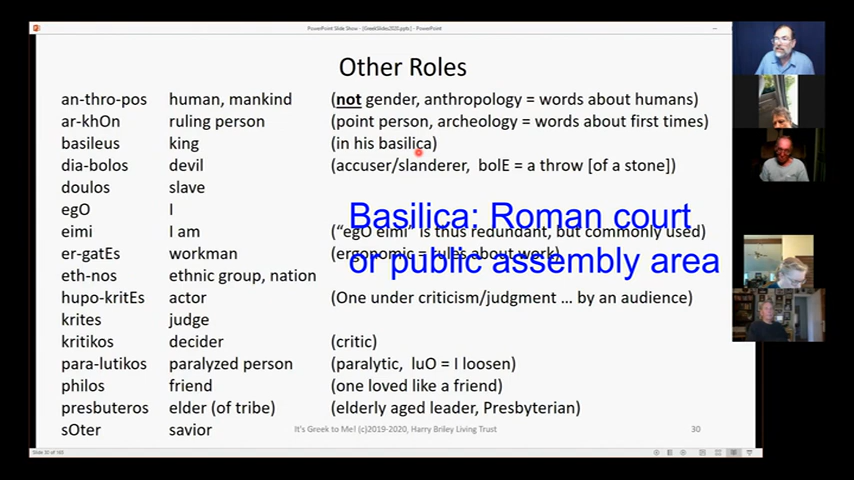 PowerPoint Slide Show - [GreekSlides2020.pptx] - PowerPoint
Other Roles
an-thro-pos human, mankind (not gender, anthropology = words about humans)
ar-khOn ruling person (point person, archeology = words about first times)
basileus king (in his basilica)
dia-bolos devil (accuser/slanderer, bolE = a throw [of a stone])
doulos slave
egO I
Basilica: Roman court
eimi I am ("egO eimi" is thus redundant, but commonly used)
er-gatEs workman (ergonomic = rules about work)
or public assembly area
eth-nos ethnic group, nation
hupo-kritEs actor (One under criticism/judgment … by an audience)
krites judge
kritikos decider (critic)
para-lutikos paralyzed person (paralytic, luO = I loosen)
philos friend (one loved like a friend)
presbuteros elder (of tribe) (elderly aged leader, Presbyterian)
sOter savior
It's Greek to Me! (c)2019-2020, Harry Briley Living Trust 30